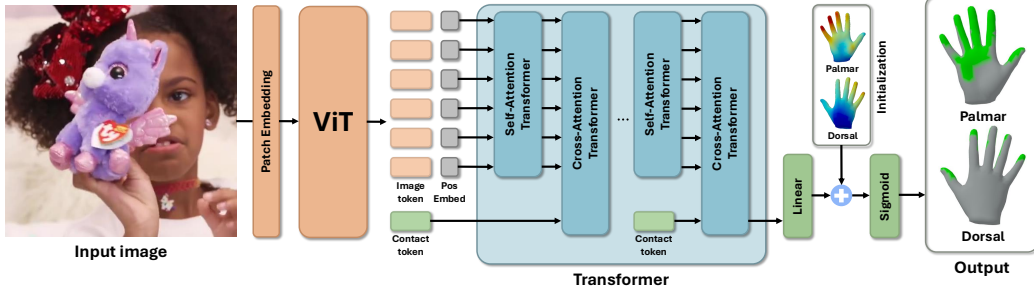 Input image
Patch Embedding
ViT
Image
token
Pos
Embed
Contact
token
Self-Attention
Transformer
Cross-Attention
Transformer
...
Self-Attention
Transformer
Cross-Attention
Transformer
Contact
token
Transformer
Palmar
Dorsal
Initialization
Linear
Sigmoid
Palmar
Dorsal
Output